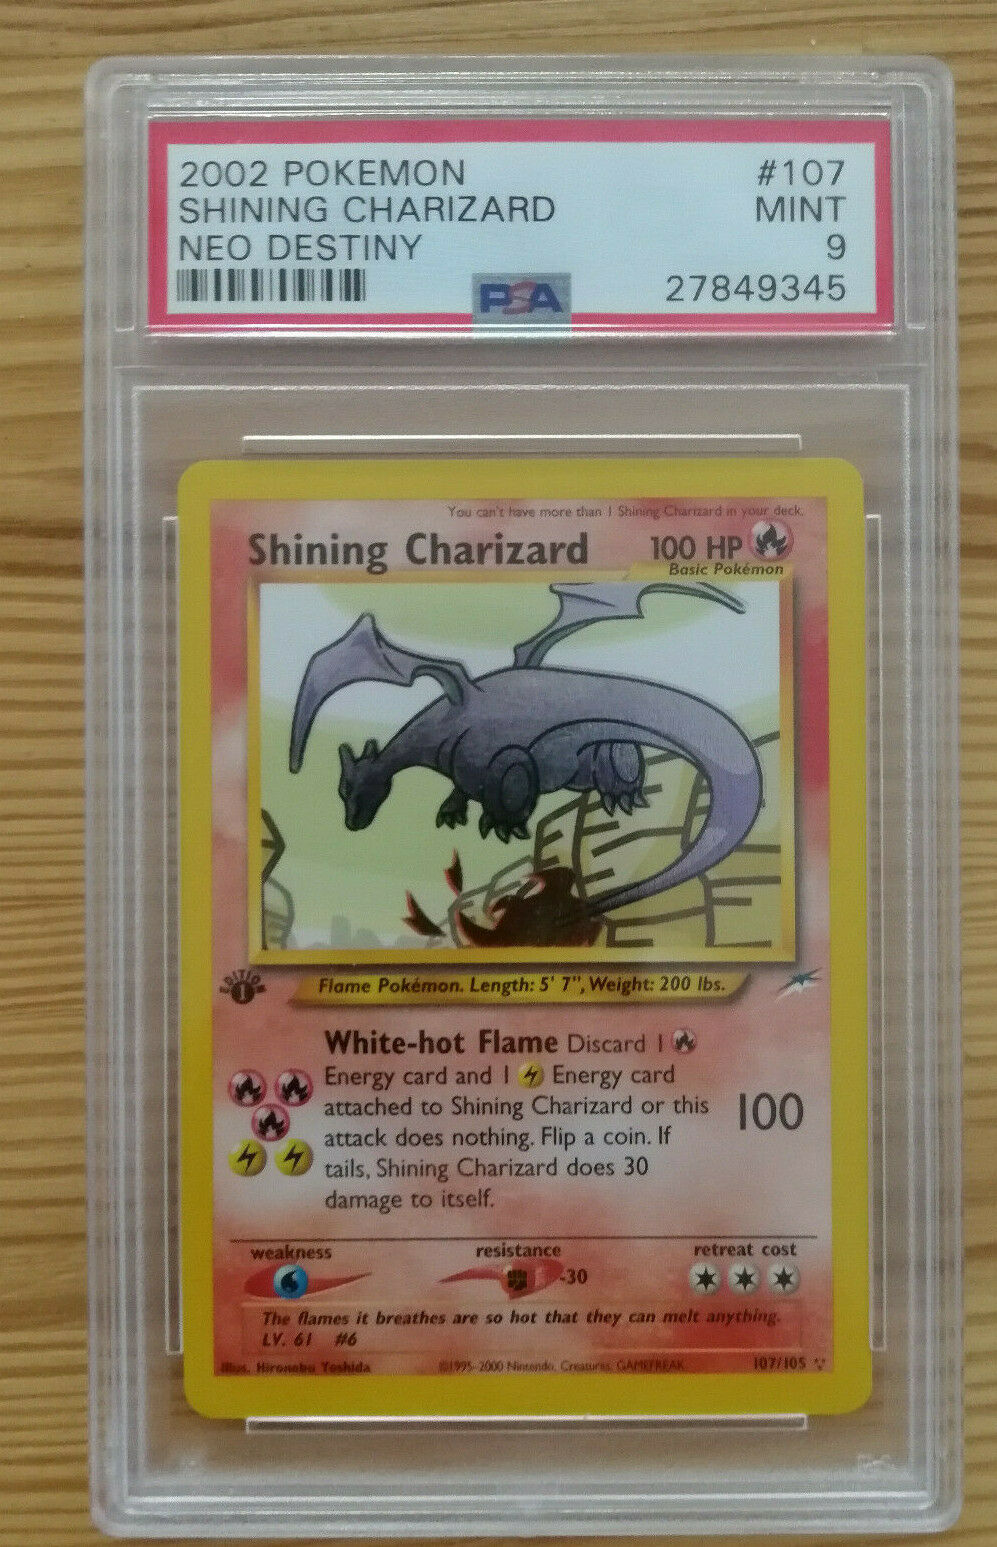 2002 POKEMON #107
SHINING CHARIZARD MINT
NEO DESTINY 9
PSA 27849345
You can't have more than 1 Shining Charizard in your deck.
Shining Charizard 100 HP
Basic Pokémon
EDITION
1
Flame Pokémon. Length: 5' 7", Weight: 200 lbs.
White-hot Flame Discard 1
Energy card and 1 Energy card
attached to Shining Charizard or this
attack does nothing. Flip a coin. If
tails, Shining Charizard does 30
damage to itself.
100
weakness resistance retreat cost
-30
The flames it breathes are so hot that they can melt anything.
LV. 61 #6
Illus. Hironobu Yoshida ©1995-2000 Nintendo, Creatures, GAMEFREAK 107/105